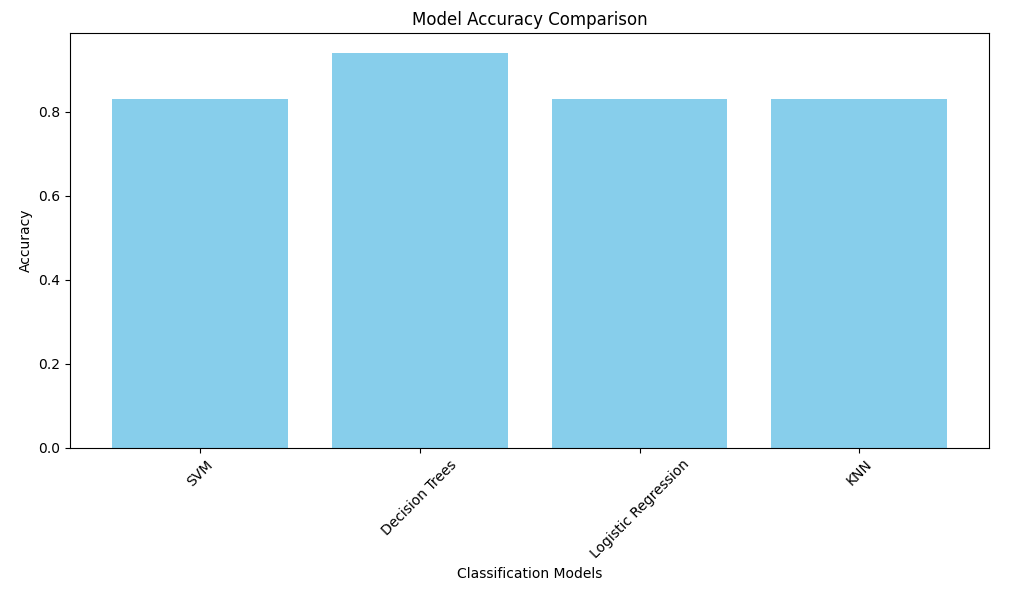 Model Accuracy Comparison
Accuracy
0.8
0.6
0.4
0.2
0.0
SVM
Decision Trees
Logistic Regression
KNN
Classification Models